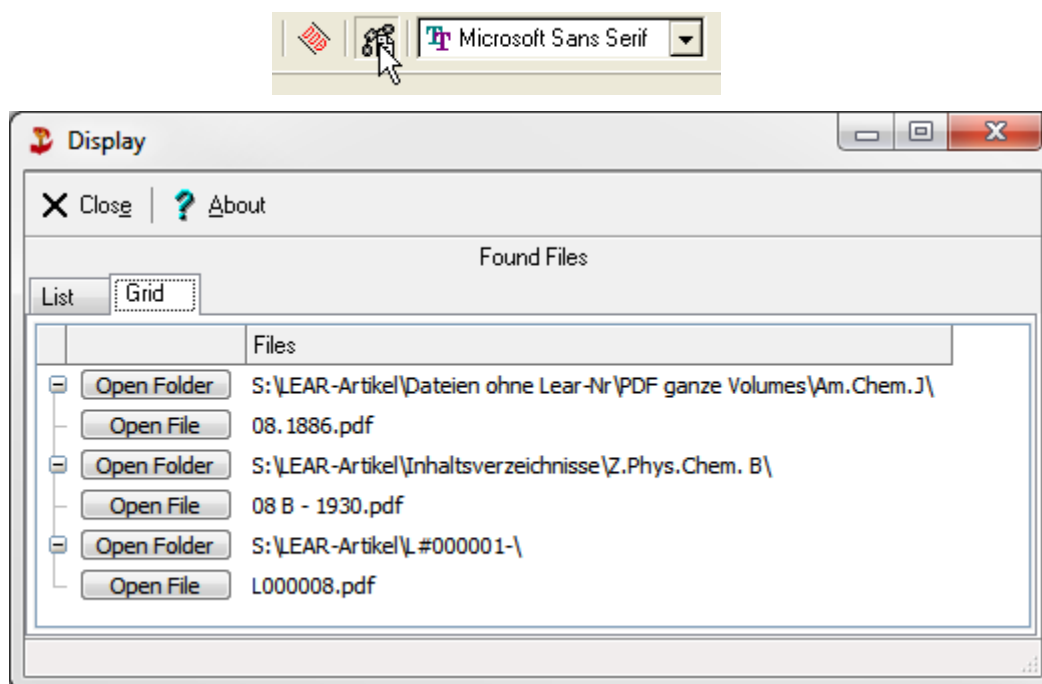 Microsoft Sans Serif
Display
Close About
Found Files
List Grid
Files
Open Folder S:\LEAR-Artikel\Dateien ohne Lear-Nr\PDF ganze Volumes\Am.Chem.J\
Open File 08.1886.pdf
Open Folder S:\LEAR-Artikel\Inhaltsverzeichnisse\Z.Phys.Chem. B\
Open File 08 B - 1930.pdf
Open Folder S:\LEAR-Artikel\L#000001-\
Open File L000008.pdf